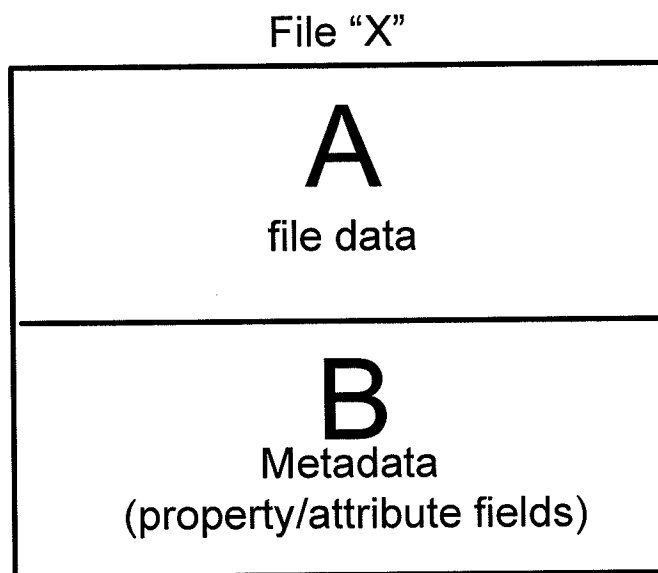 File “X”
A
file data
B
Metadata
(property/attribute fields)